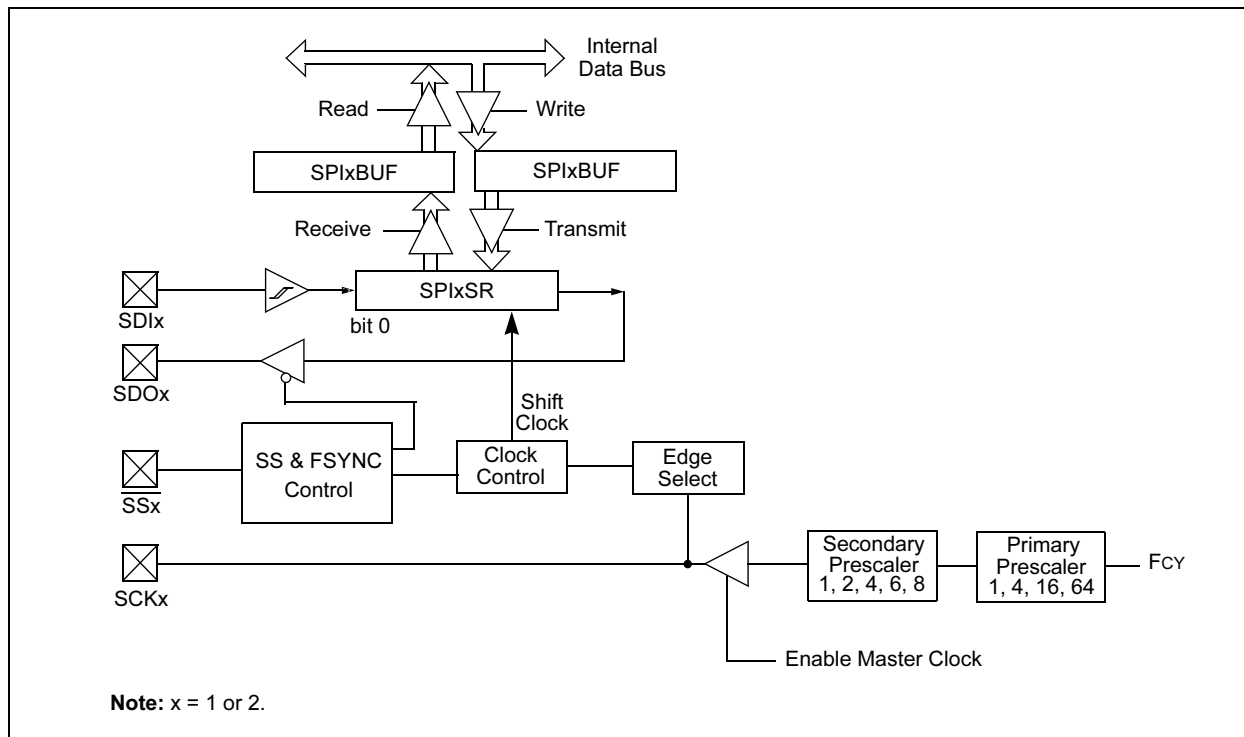 Internal
Data Bus
Read
Write
SPIxBUF
SPIxBUF
Receive
Transmit
SDIx
SPIxSR
bit 0
SDOx
Shift
Clock
SS & FSYNC
Control
Clock
Control
Edge
Select
SSx
SCKx
Secondary
Prescaler
1, 2, 4, 6, 8
Primary
Prescaler
1, 4, 16, 64
FCY
Enable Master Clock
Note: x = 1 or 2.